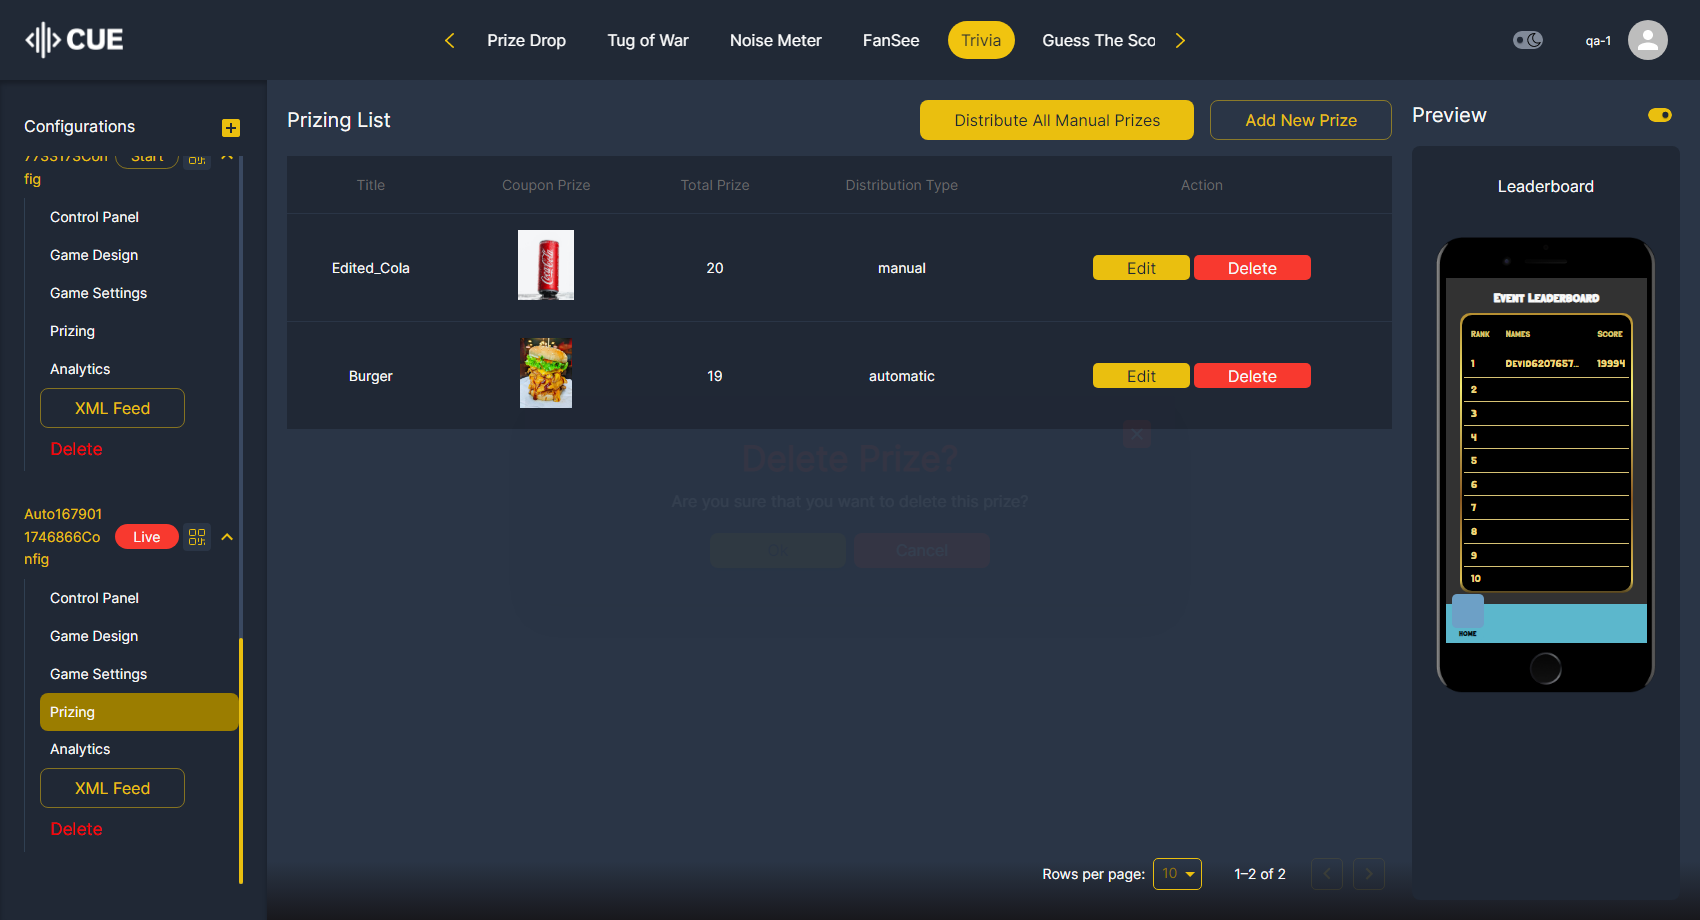 CUE
Prize Drop
Tug of War
Noise Meter
FanSee
Trivia
Guess The Sco
qa-1
Configurations
7733173Con
Start
fig
Control Panel
Game Design
Game Settings
Prizing
Analytics
XML Feed
Delete
Auto167901
1746866Co
nfig
Live
Control Panel
Game Design
Game Settings
Prizing
Analytics
XML Feed
Delete
Prizing List
Distribute All Manual Prizes
Add New Prize
Title Coupon Prize Total Prize Distribution Type Action
Edited_Cola 20 manual Edit Delete
Coca-Cola
Burger 19 automatic Edit Delete
Delete Prize?
Are you sure that you want to delete this prize?
Ok
Cancel
Rows per page: 10 1–2 of 2
Preview
Leaderboard
Event Leaderboard
Rank Names Score
1 Devid6207657... 19994
2
3
4
5
6
7
8
9
10
HOME